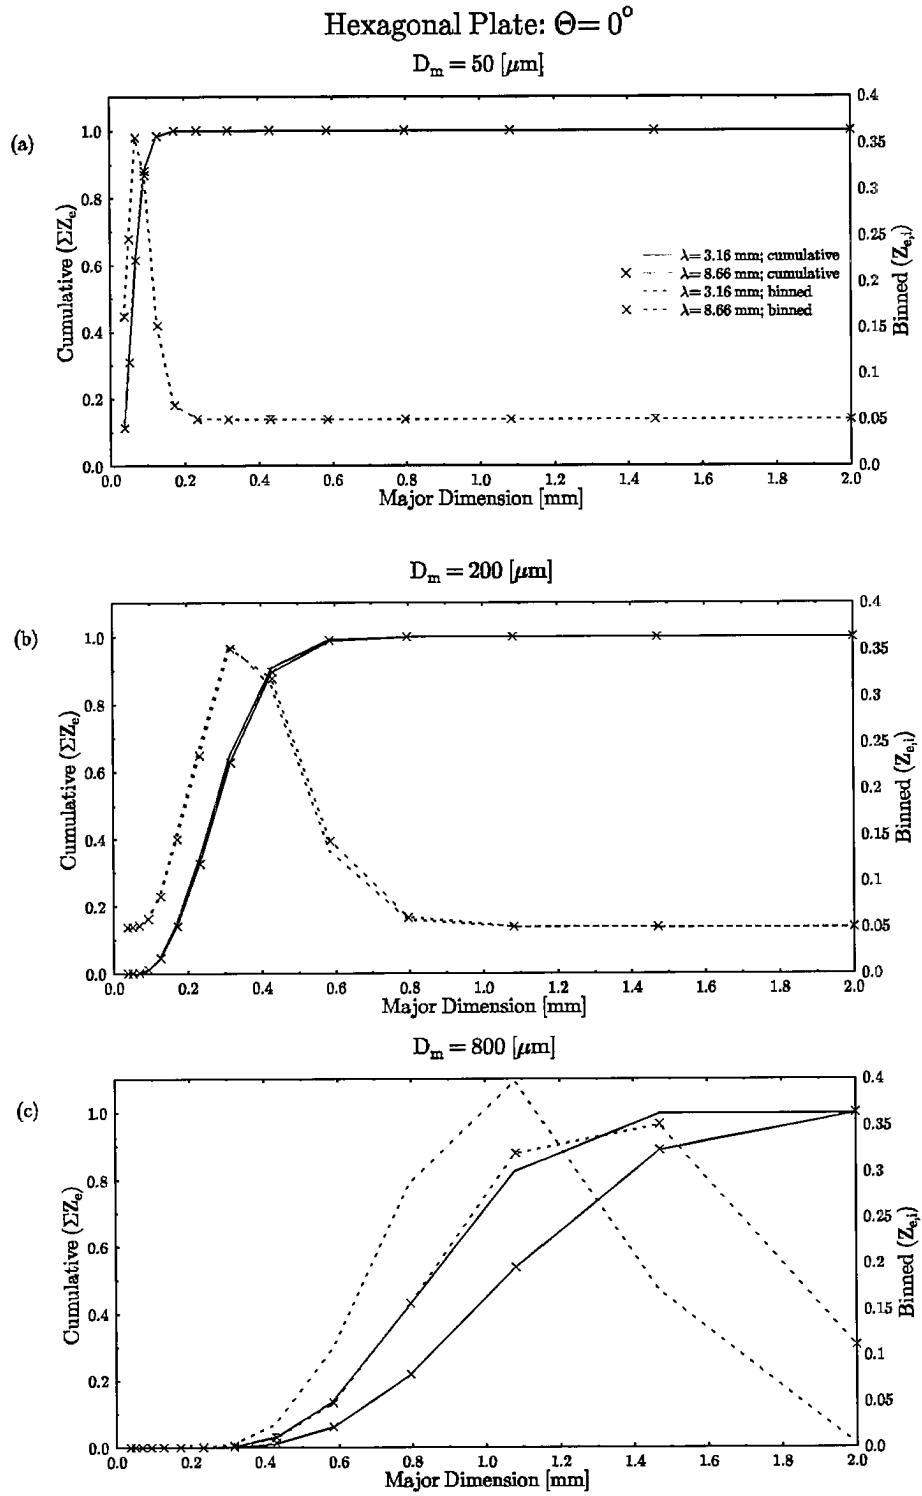 Hexagonal Plate: Θ= 0°
Dm = 50 [μm]
(a)
Cumulative (ΣZe)
1.0
0.8
0.6
0.4
0.2
0.0
0.4
0.35
0.3
0.25
0.2
0.15
0.1
0.05
0.0
Binned (Ze,i)
λ= 3.16 mm; cumulative
λ= 8.66 mm; cumulative
λ= 3.16 mm; binned
λ= 8.66 mm; binned
0.0 0.2 0.4 0.6 0.8 1.0 1.2 1.4 1.6 1.8 2.0
Major Dimension [mm]
Dm = 200 [μm]
(b)
Cumulative (ΣZe)
1.0
0.8
0.6
0.4
0.2
0.0
0.4
0.35
0.3
0.25
0.2
0.15
0.1
0.05
0.0
Binned (Ze,i)
0.0 0.2 0.4 0.6 0.8 1.0 1.2 1.4 1.6 1.8 2.0
Major Dimension [mm]
Dm = 800 [μm]
(c)
Cumulative (ΣZe)
1.0
0.8
0.6
0.4
0.2
0.0
0.4
0.35
0.3
0.25
0.2
0.15
0.1
0.05
0.0
Binned (Ze,i)
0.0 0.2 0.4 0.6 0.8 1.0 1.2 1.4 1.6 1.8 2.0
Major Dimension [mm]